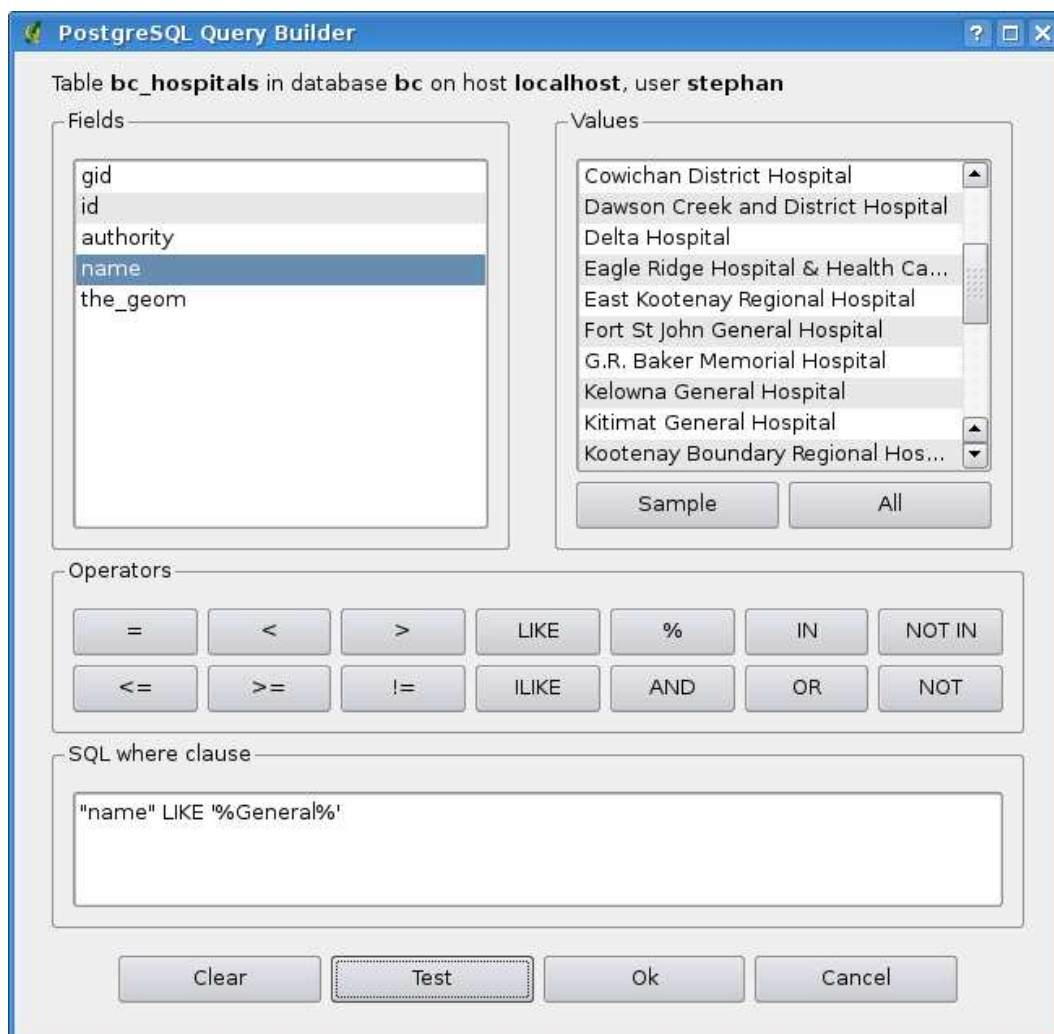 PostgreSQL Query Builder
Table bc_hospitals in database bc on host localhost, user stephan
Fields
gid
id
authority
name
the_geom
Values
Cowichan District Hospital
Dawson Creek and District Hospital
Delta Hospital
Eagle Ridge Hospital & Health Ca...
East Kootenay Regional Hospital
Fort St John General Hospital
G.R. Baker Memorial Hospital
Kelowna General Hospital
Kitimat General Hospital
Kootenay Boundary Regional Hos...
Sample All
Operators
= < > LIKE % IN NOT IN
<= >= != ILIKE AND OR NOT
SQL where clause
"name" LIKE '%General%'
Clear Test Ok Cancel